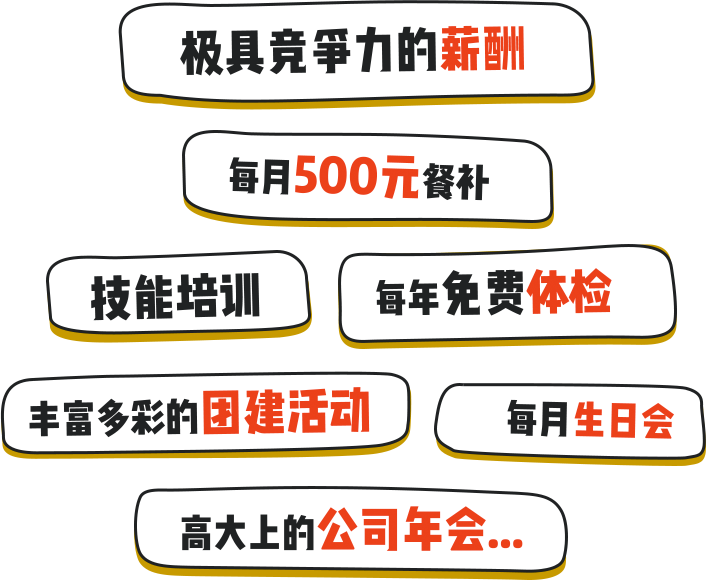 极具竞爭力的薪酬
每月500元餐补
技能培训
每年免费体检
丰富多彩的团建活动
每月生日会
高大上的公司年会...